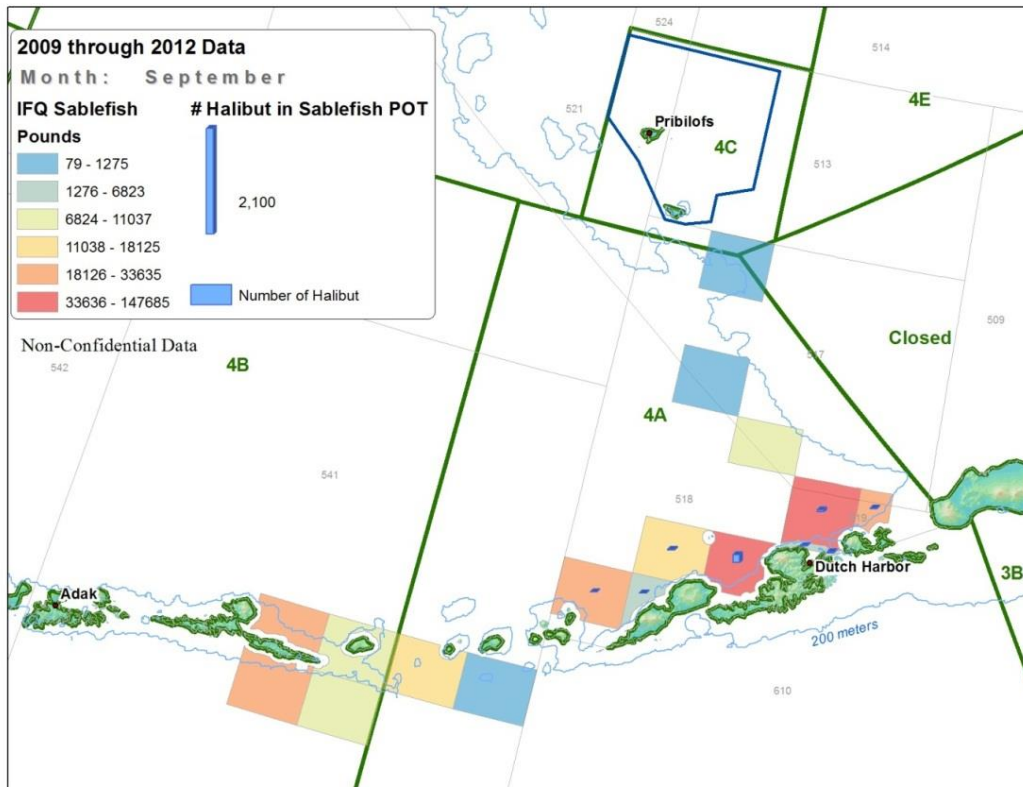 2009 through 2012 Data
Month: September
IFQ Sablefish
Pounds
79 - 1275
1276 - 6823
6824 - 11037
11038 - 18125
18126 - 33635
33636 - 147685
# Halibut in Sablefish POT
2,100
Number of Halibut
Non-Confidential Data
524
514
521
Pribilofs
4E
4C
513
542
4B
Closed
509
517
4A
541
518
519
Dutch Harbor
3B
Adak
200 meters
610